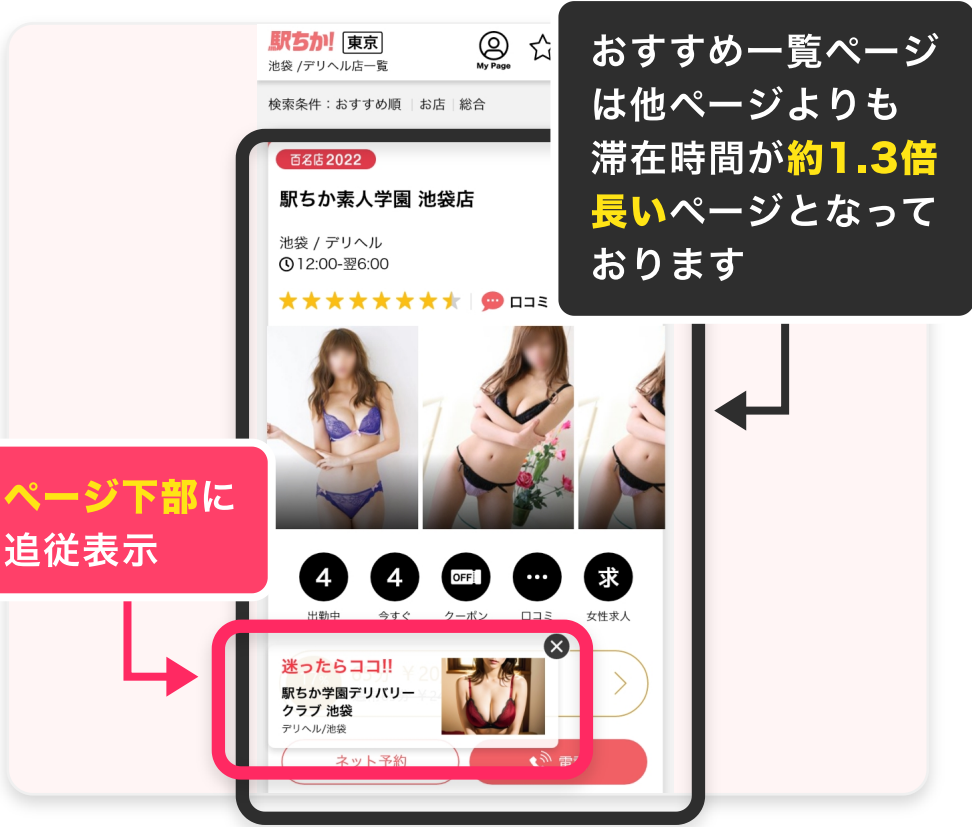 駅ちか! 東京
池袋 /デリヘル店一覧
My Page
検索条件：おすすめ順 お店 総合
おすすめ一覧ページ
は他ページよりも
滞在時間が約1.3倍
長いページとなって
おります
百名店2022
駅ちか素人学園 池袋店
池袋 / デリヘル
12:00-翌6:00
口コミ
ページ下部に
追従表示
4 4 OFF 求
出勤中 今すぐ クーポン 口コミ 女性求人
迷ったらココ!!
駅ちか学園デリバリー
クラブ 池袋
デリヘル/池袋
ネット予約